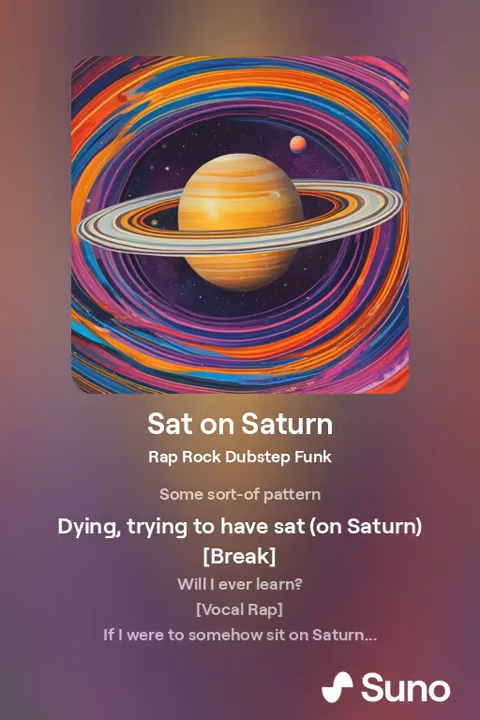 Sat on Saturn
Rap Rock Dubstep Funk
Some sort-of pattern
Dying, trying to have sat (on Saturn)
[Break]
Will I ever learn?
[Vocal Rap]
If I were to somehow sit on Saturn...
Suno